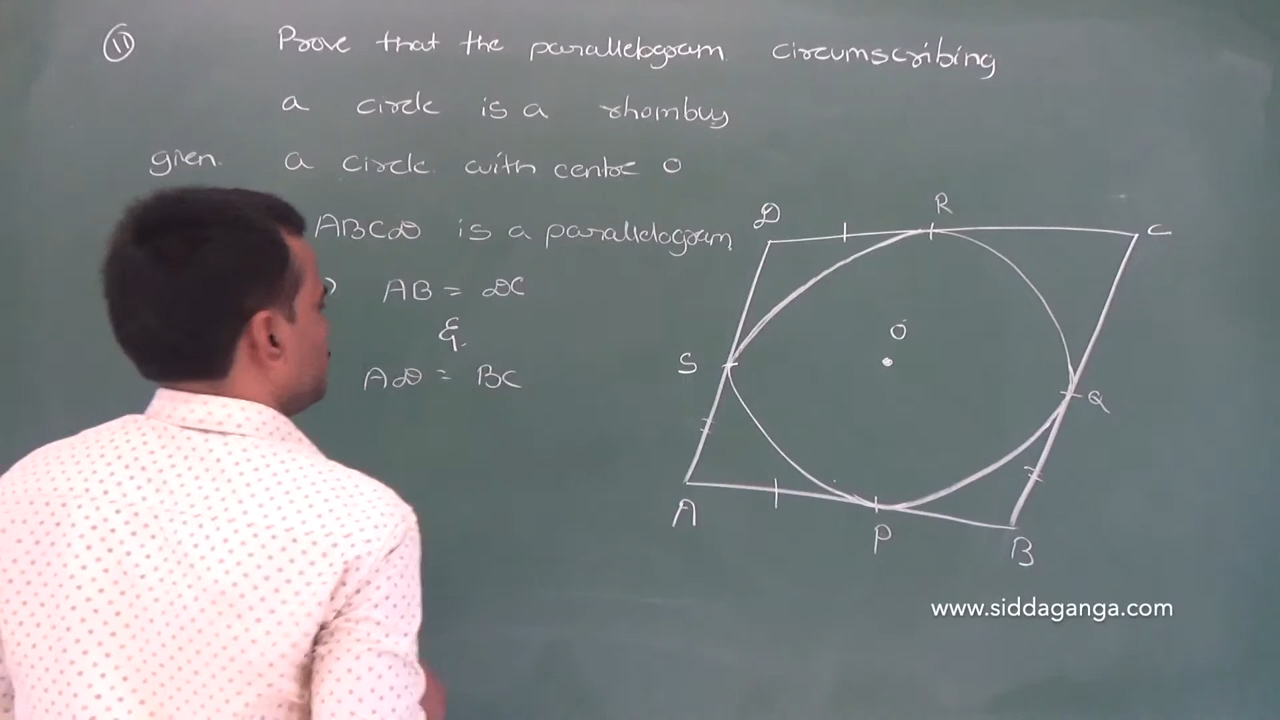 11 Prove that the parallelogram circumscribing
a circle is a rhombus
given. a circle with centre O
ABCD is a parallelogram
AB = DC
&
AD = BC
D
R
C
O
S
Q
A
P
B
www.siddaganga.com